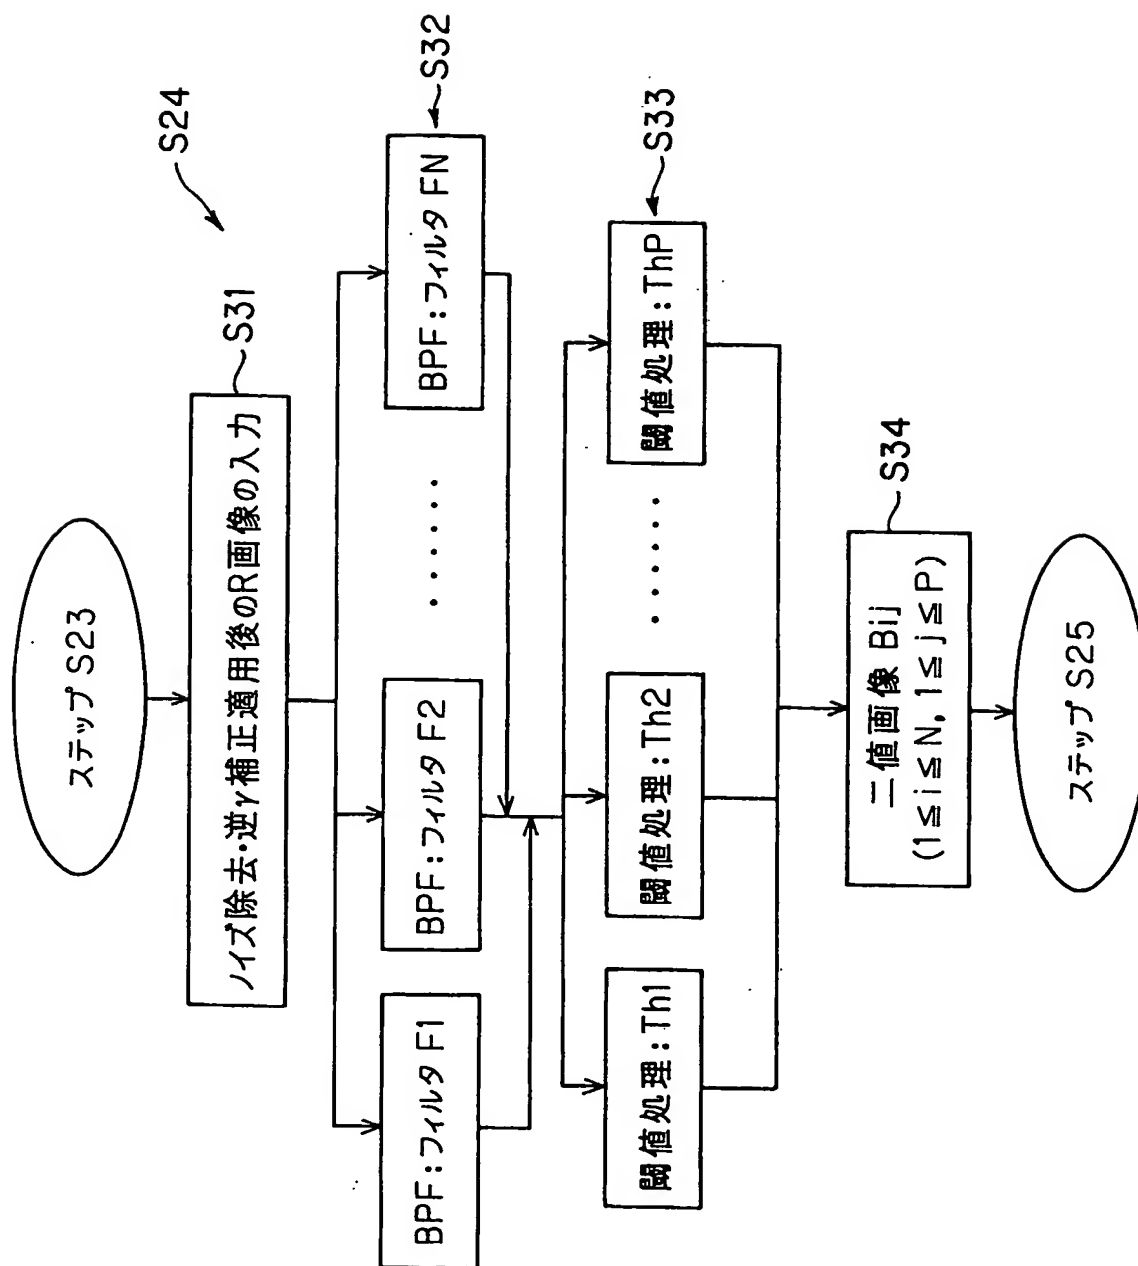 S24
ステップ S23
ノイズ除去・逆γ補正適用後のR画像の入力
S31
BPF:フィルタ F1
BPF:フィルタ F2
······
BPF:フィルタ FN
S32
閾値処理:Th1
閾値処理:Th2
······
閾値処理:ThP
S33
二値画像 Bij
(1≦i≦N, 1≦j≦P)
S34
ステップ S25